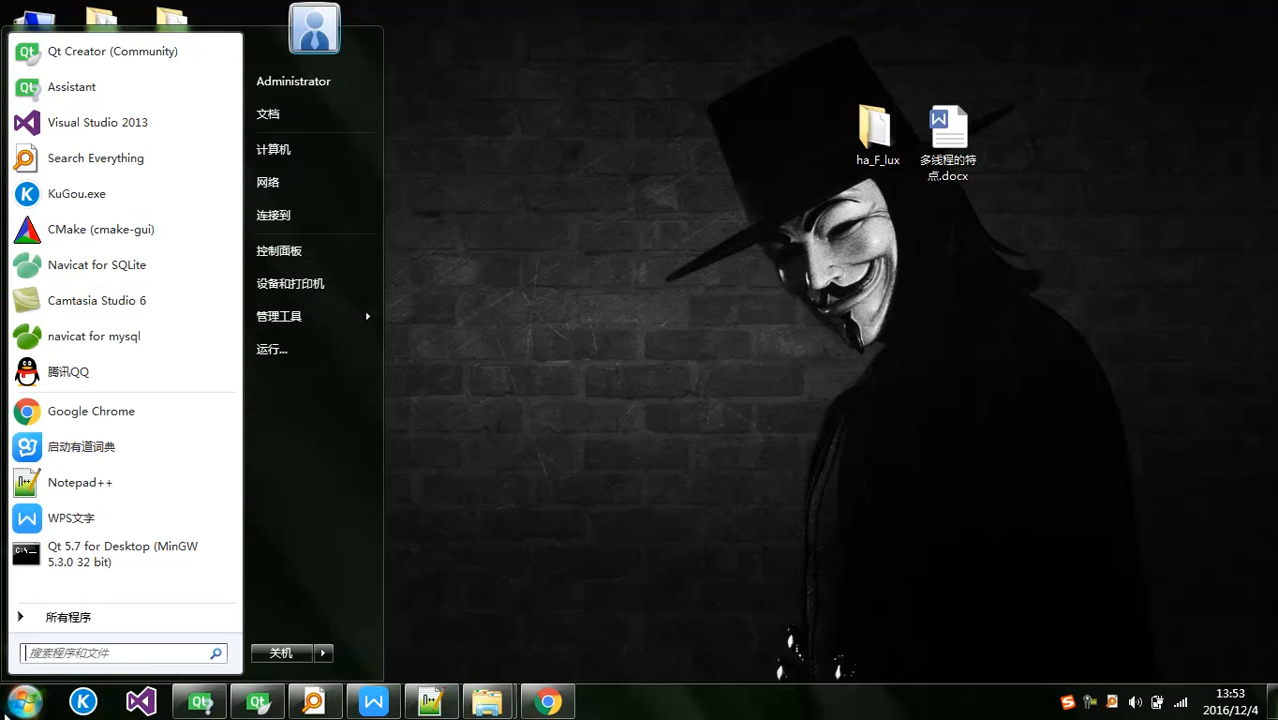 Qt Creator (Community)
Assistant
Visual Studio 2013
Search Everything
KuGou.exe
CMake (cmake-gui)
Navicat for SQLite
Camtasia Studio 6
navicat for mysql
腾讯QQ
Google Chrome
启动有道词典
Notepad++
WPS文字
Qt 5.7 for Desktop (MinGW
5.3.0 32 bit)
所有程序
搜索程序和文件
Administrator
文档
计算机
网络
连接到
控制面板
设备和打印机
管理工具
运行...
关机
ha_F_lux
多线程的特
点.docx
13:53
2016/12/4